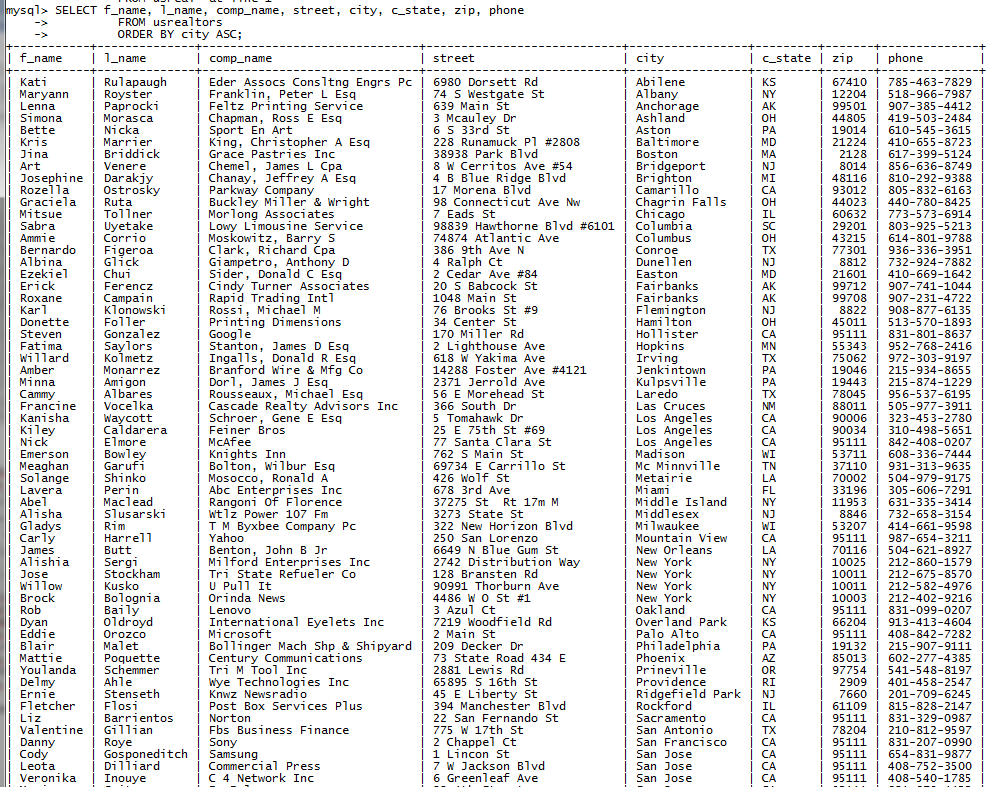 mysql> SELECT f_name, l_name, comp_name, street, city, c_state, zip, phone
    -> FROM usrealtors
    -> ORDER BY city ASC;
| f_name | l_name | comp_name | street | city | c_state | zip | phone |
| Kati | Rulapaugh | Eder Assocs Consltng Engrs Pc | 6980 Dorsett Rd | Abilene | KS | 67410 | 785-463-7829
| Maryann | Royster | Franklin, Peter L Esq | 74 S Westgate St | Albany | NY | 12204 | 518-966-7987
| Lenna | Paprocki | Feltz Printing Service | 639 Main St | Anchorage | AK | 99501 | 907-385-4412
| Simona | Morasca | Chapman, Ross E Esq | 3 Mcauley Dr | Ashland | OH | 44805 | 419-503-2484
| Bette | Nicka | Sport En Art | 6 S 33rd St | Aston | PA | 19014 | 610-545-3615
| Kris | Marrier | King, Christopher A Esq | 228 Runamuck Pl #2808 | Baltimore | MD | 21224 | 410-655-8723
| Jina | Briddick | Grace Pastries Inc | 38938 Park Blvd | Boston | MA | 2128 | 617-399-5124
| Art | Venere | Chemel, James L Cpa | 8 W Cerritos Ave #54 | Bridgeport | NJ | 8014 | 856-636-8749
| Josephine | Darakjy | Chanay, Jeffrey A Esq | 4 B Blue Ridge Blvd | Brighton | MI | 48116 | 810-292-9388
| Rozella | Ostrosky | Parkway Company | 17 Morena Blvd | Camarillo | CA | 93012 | 805-832-6163
| Graciela | Ruta | Buckley Miller & Wright | 98 Connecticut Ave Nw | Chagrin Falls | OH | 44023 | 440-780-8425
| Mitsue | Tollner | Morlong Associates | 7 Eads St | Chicago | IL | 60632 | 773-573-6914
| Sabra | Uyetake | Lowy Limousine Service | 98839 Hawthorne Blvd #6101 | Columbia | SC | 29201 | 803-925-5213
| Ammie | Corrio | Moskowitz, Barry S | 74874 Atlantic Ave | Columbus | OH | 43215 | 614-801-9788
| Bernardo | Figeroa | Clark, Richard Cpa | 386 9th Ave N | Conroe | TX | 77301 | 936-336-3951
| Albina | Glick | Giampetro, Anthony D | 4 Ralph Ct | Dunellen | NJ | 8812 | 732-924-7882
| Ezekiel | Chui | Sider, Donald C Esq | 2 Cedar Ave #84 | Easton | MD | 21601 | 410-669-1642
| Erick | Ferencz | Cindy Turner Associates | 20 S Babcock St | Fairbanks | AK | 99712 | 907-741-1044
| Roxane | Campain | Rapid Trading Intl | 1048 Main St | Fairbanks | AK | 99708 | 907-231-4722
| Karl | Klonowski | Rossi, Michael M | 76 Brooks St #9 | Flemington | NJ | 8822 | 908-877-6135
| Donette | Foller | Printing Dimensions | 34 Center St | Hamilton | OH | 45011 | 513-570-1893
| Steven | Gonzalez | Google | 170 Miller Rd | Hollister | CA | 95111 | 831-801-8637
| Fatima | Saylors | Stanton, James D Esq | 2 Lighthouse Ave | Hopkins | MN | 55343 | 952-768-2416
| Willard | Kolmetz | Ingalls, Donald R Esq | 618 W Yakima Ave | Irving | TX | 75062 | 972-303-9197
| Amber | Monarrez | Branford Wire & Mfg Co | 14288 Foster Ave #4121 | Jenkintown | PA | 19046 | 215-934-8655
| Minna | Amigon | Dorl, James J Esq | 2371 Jerrold Ave | Kulpsville | PA | 19443 | 215-874-1229
| Cammy | Albares | Rousseaux, Michael Esq | 56 E Morehead St | Laredo | TX | 78045 | 956-537-6195
| Francine | Vocelka | Cascade Realty Advisors Inc | 366 South Dr | Las Cruces | NM | 88011 | 505-977-3911
| Kanisha | Waycott | Schroer, Gene E Esq | 5 Tomahawk Dr | Los Angeles | CA | 90006 | 323-453-2780
| Kiley | Caldarera | Feiner Bros | 25 E 75th St #69 | Los Angeles | CA | 90034 | 310-498-5651
| Nick | Elmore | McAfee | 77 Santa Clara St | Los Angeles | CA | 95111 | 842-408-0207
| Emerson | Bowley | Knights Inn | 762 S Main St | Madison | WI | 53711 | 608-336-7444
| Meaghan | Garufi | Bolton, Wilbur Esq | 69734 E Carrillo St | Mc Minnville | TN | 37110 | 931-313-9635
| Solange | Shinko | Mosocco, Ronald A | 426 Wolf St | Metairie | LA | 70002 | 504-979-9175
| Lavera | Perin | Abc Enterprises Inc | 678 3rd Ave | Miami | FL | 33196 | 305-606-7291
| Abel | Maclead | Rangoni Of Florence | 37275 St  Rt 17m M | Middle Island | NY | 11953 | 631-335-3414
| Alisha | Slusarski | Wtlz Power 107 Fm | 3273 State St | Middlesex | NJ | 8846 | 732-658-3154
| Gladys | Rim | T M Byxbee Company Pc | 322 New Horizon Blvd | Milwaukee | WI | 53207 | 414-661-9598
| Carly | Harrell | Yahoo | 250 San Lorenzo | Mountain View | CA | 95111 | 987-654-3211
| James | Butt | Benton, John B Jr | 6649 N Blue Gum St | New Orleans | LA | 70116 | 504-621-8927
| Alishia | Sergi | Milford Enterprises Inc | 2742 Distribution Way | New York | NY | 10025 | 212-860-1579
| Jose | Stockham | Tri State Refueler Co | 128 Bransten Rd | New York | NY | 10011 | 212-675-8570
| Willow | Kusko | U Pull It | 90991 Thorburn Ave | New York | NY | 10011 | 212-582-4976
| Brock | Bolognia | Orinda News | 4486 W O St #1 | New York | NY | 10003 | 212-402-9216
| Rob | Baily | Lenovo | 3 Azul Ct | Oakland | CA | 95111 | 831-099-0207
| Dyan | Oldroyd | International Eyelets Inc | 7219 Woodfield Rd | Overland Park | KS | 66204 | 913-413-4604
| Eddie | Orozco | Microsoft | 2 Main St | Palo Alto | CA | 95111 | 408-842-7282
| Blair | Malet | Bollinger Mach Shp & Shipyard | 209 Decker Dr | Philadelphia | PA | 19132 | 215-907-9111
| Mattie | Poquette | Century Communications | 73 State Road 434 E | Phoenix | AZ | 85013 | 602-277-4385
| Youlanda | Schemmer | Tri M Tool Inc | 2881 Lewis Rd | Prineville | OR | 97754 | 541-548-8197
| Delmy | Ahle | Wye Technologies Inc | 65895 S 16th St | Providence | RI | 2909 | 401-458-2547
| Ernie | Stenseth | Knwz Newsradio | 45 E Liberty St | Ridgefield Park | NJ | 7660 | 201-709-6245
| Fletcher | Flosi | Post Box Services Plus | 394 Manchester Blvd | Rockford | IL | 61109 | 815-828-2147
| Liz | Barrientos | Norton | 22 San Fernando St | Sacramento | CA | 95111 | 831-329-0987
| Valentine | Gillian | Fbs Business Finance | 775 W 17th St | San Antonio | TX | 78204 | 210-812-9597
| Danny | Roye | Sony | 2 Chappel Ct | San Francisco | CA | 95111 | 831-207-0990
| Cody | Gosponeditch | Samsung | 1 Lincon St | San Jose | CA | 95111 | 654-831-9877
| Leota | Dilliard | Commercial Press | 7 W Jackson Blvd | San Jose | CA | 95111 | 408-752-3500
| Veronika | Inouye | C 4 Network Inc | 6 Greenleaf Ave | San Jose | CA | 95111 | 408-540-1785